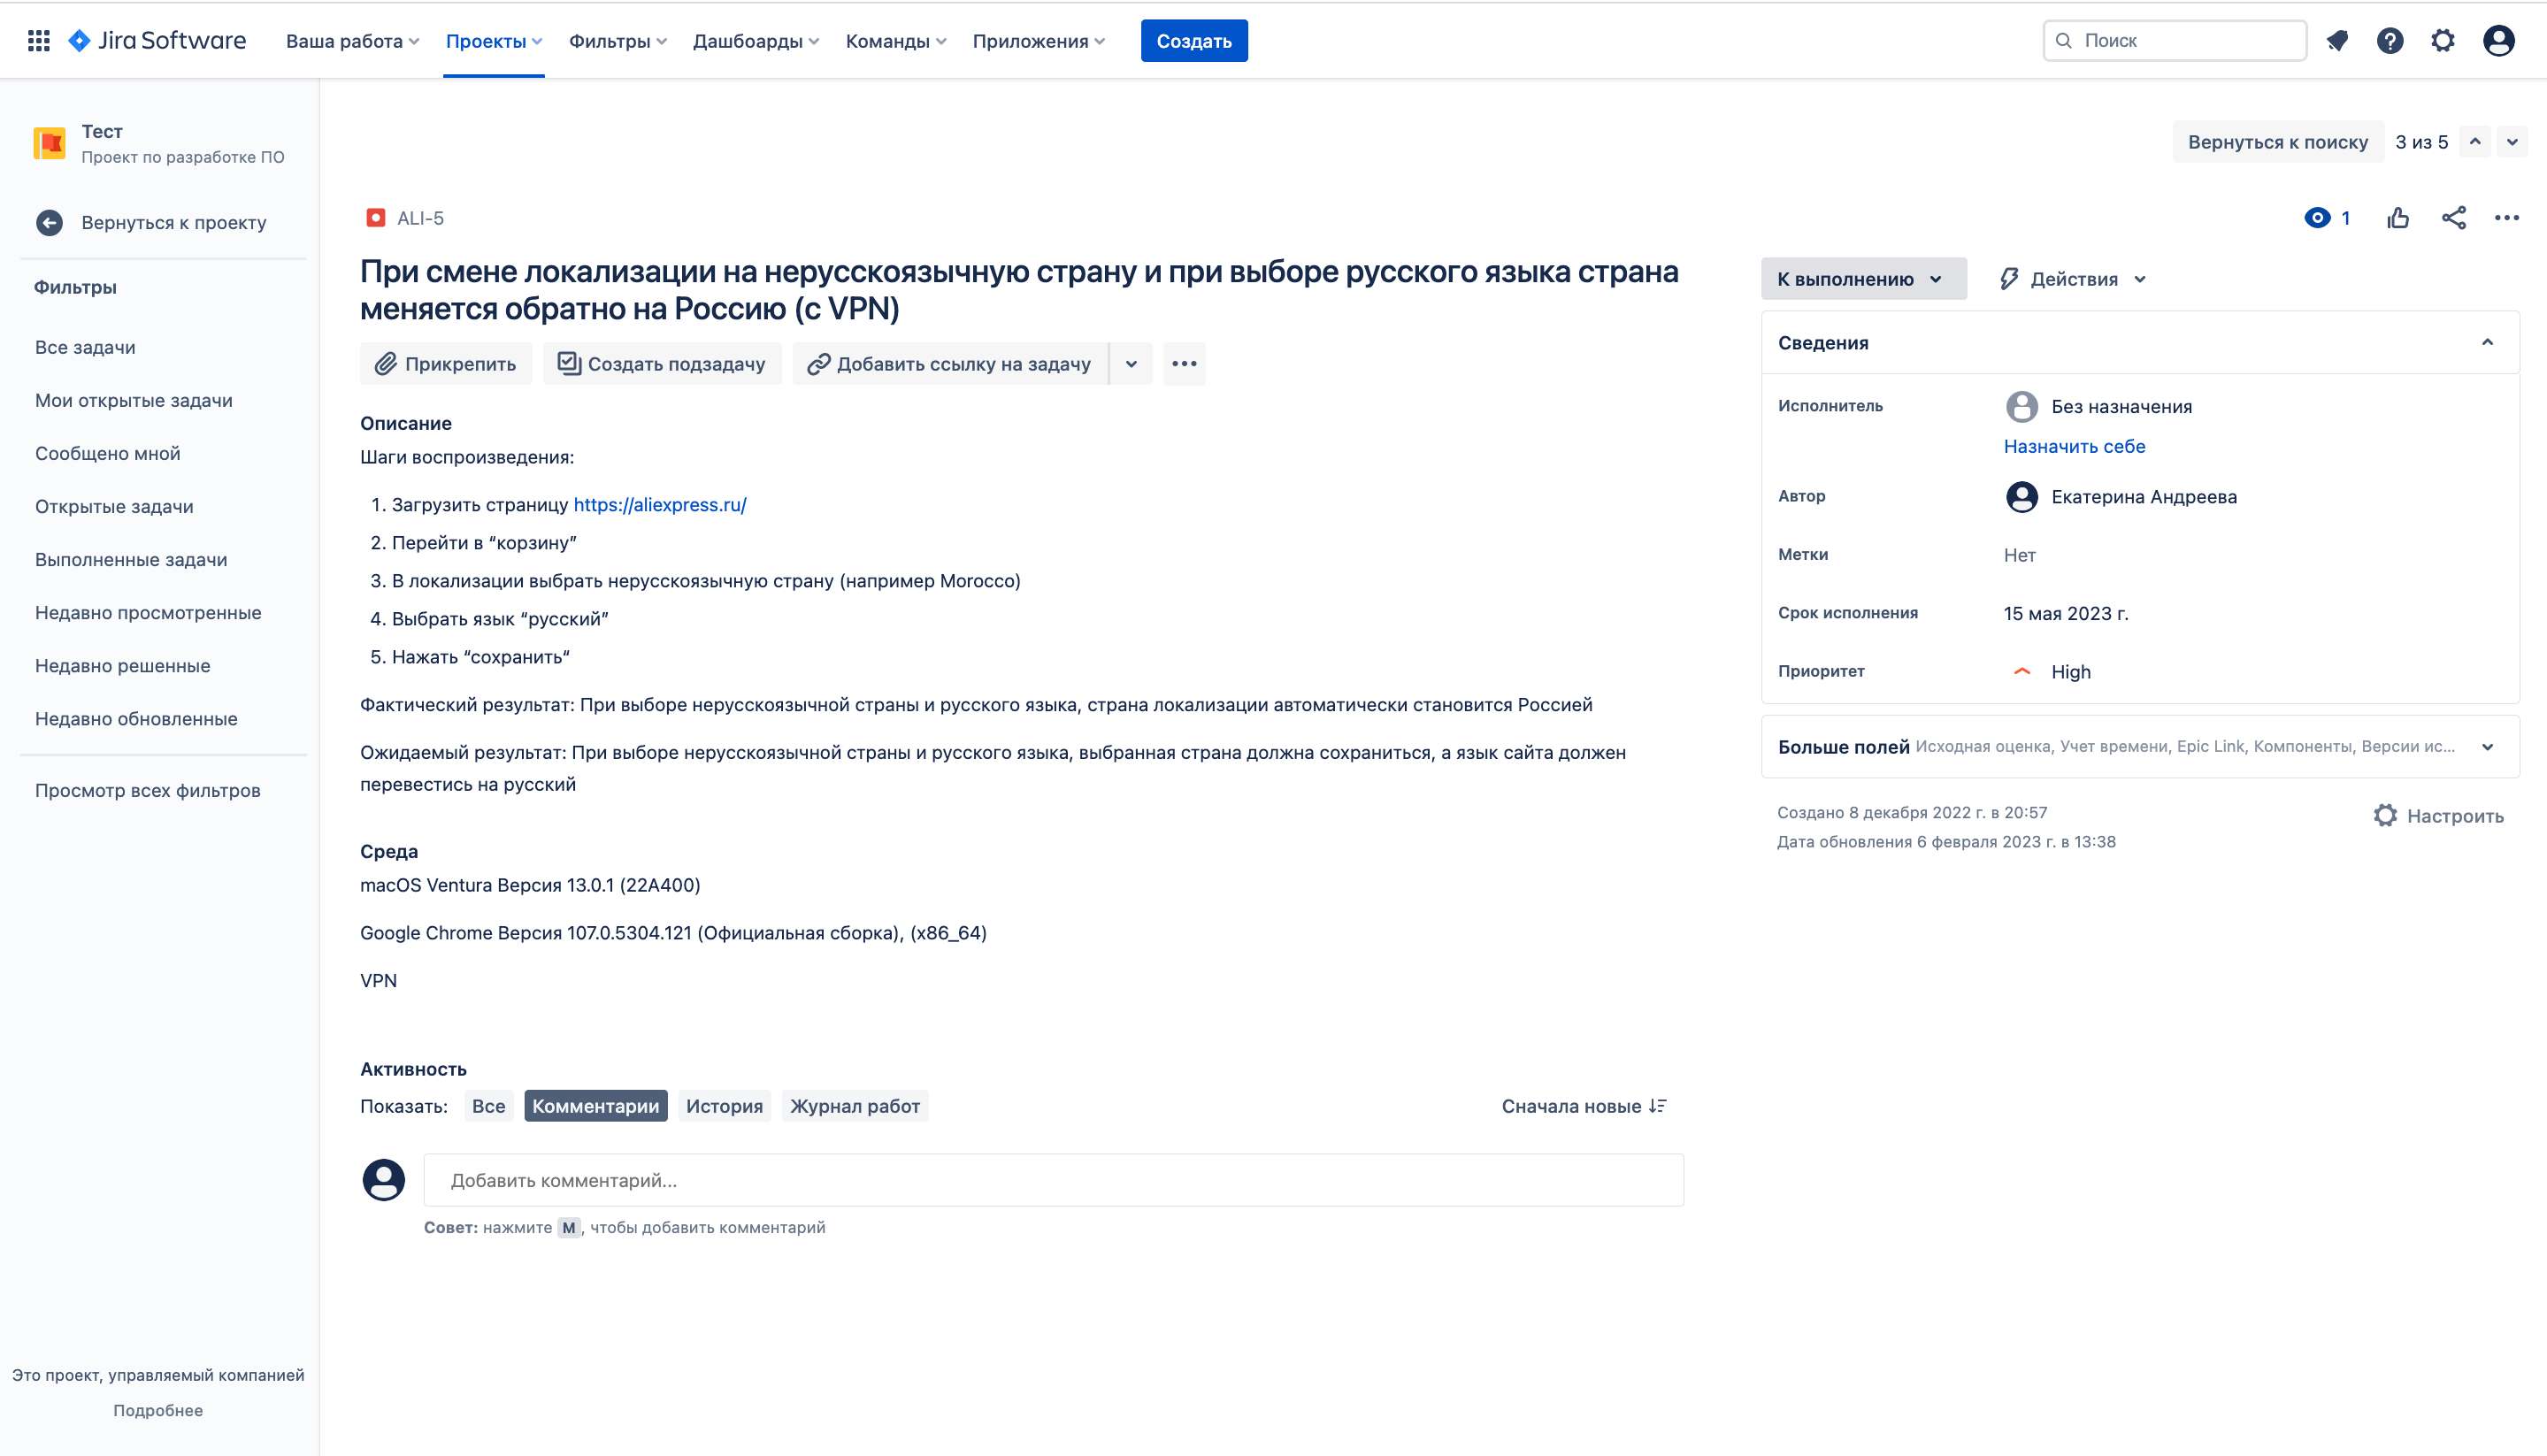 Jira Software
Ваша работа
Проекты
Фильтры
Дашборды
Команды
Приложения
Создать
Поиск
Тест
Проект по разработке ПО
Вернуться к проекту
Фильтры
Все задачи
Мои открытые задачи
Сообщено мной
Открытые задачи
Выполненные задачи
Недавно просмотренные
Недавно решенные
Недавно обновленные
Просмотр всех фильтров
Это проект, управляемый компанией
Подробнее
Вернуться к поиску
3 из 5
ALI-5
1
При смене локализации на нерусскоязычную страну и при выборе русского языка страна
меняется обратно на Россию (с VPN)
Прикрепить
Создать подзадачу
Добавить ссылку на задачу
Описание
Шаги воспроизведения:
1. Загрузить страницу https://aliexpress.ru/
2. Перейти в “корзину”
3. В локализации выбрать нерусскоязычную страну (например Morocco)
4. Выбрать язык “русский”
5. Нажать “сохранить“
Фактический результат: При выборе нерусскоязычной страны и русского языка, страна локализации автоматически становится Россией
Ожидаемый результат: При выборе нерусскоязычной страны и русского языка, выбранная страна должна сохраниться, а язык сайта должен
перевестись на русский
Среда
macOS Ventura Версия 13.0.1 (22A400)
Google Chrome Версия 107.0.5304.121 (Официальная сборка), (x86_64)
VPN
Активность
Показать:
Все
Комментарии
История
Журнал работ
Сначала новые
Добавить комментарий...
Совет: нажмите M, чтобы добавить комментарий
К выполнению
Действия
Сведения
Исполнитель
Без назначения
Назначить себе
Автор
Екатерина Андреева
Метки
Нет
Срок исполнения
15 мая 2023 г.
Приоритет
High
Больше полей Исходная оценка, Учет времени, Epic Link, Компоненты, Версии ис...
Создано 8 декабря 2022 г. в 20:57
Дата обновления 6 февраля 2023 г. в 13:38
Настроить